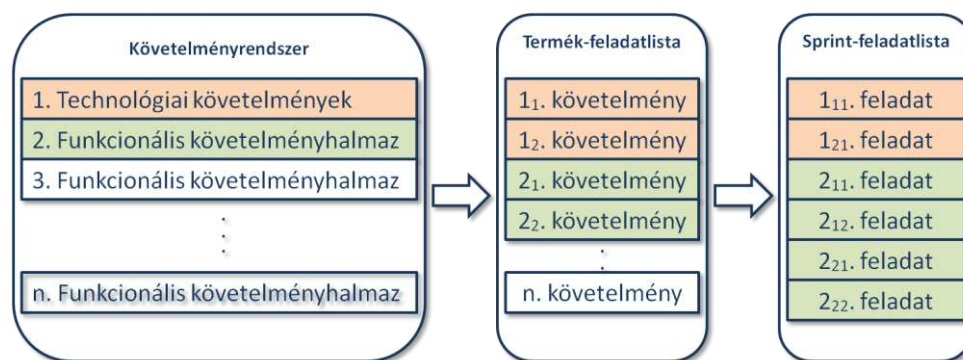 Követelményrendszer
1. Technológiai követelmények
2. Funkcionális követelményhalmaz
3. Funkcionális követelményhalmaz
.
.
.
n. Funkcionális követelményhalmaz
Termék-feladatlista
1₁. követelmény
1₂. követelmény
2₁. követelmény
2₂. követelmény
.
.
n. követelmény
Sprint-feladatlista
1₁₁. feladat
1₂₁. feladat
2₁₁. feladat
2₁₂. feladat
2₂₁. feladat
2₂₂. feladat